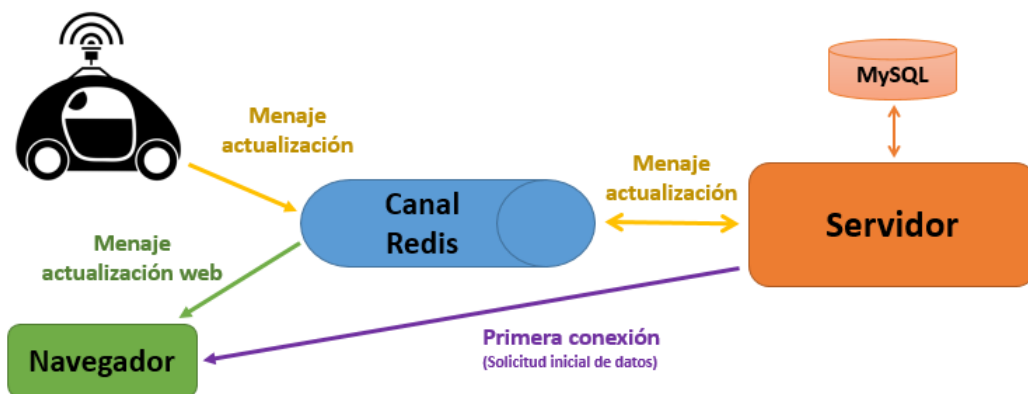 MySQL
Menaje
actualización
Menaje
actualización
Canal
Redis
Servidor
Menaje
actualización web
Primera conexión
(Solicitud inicial de datos)
Navegador